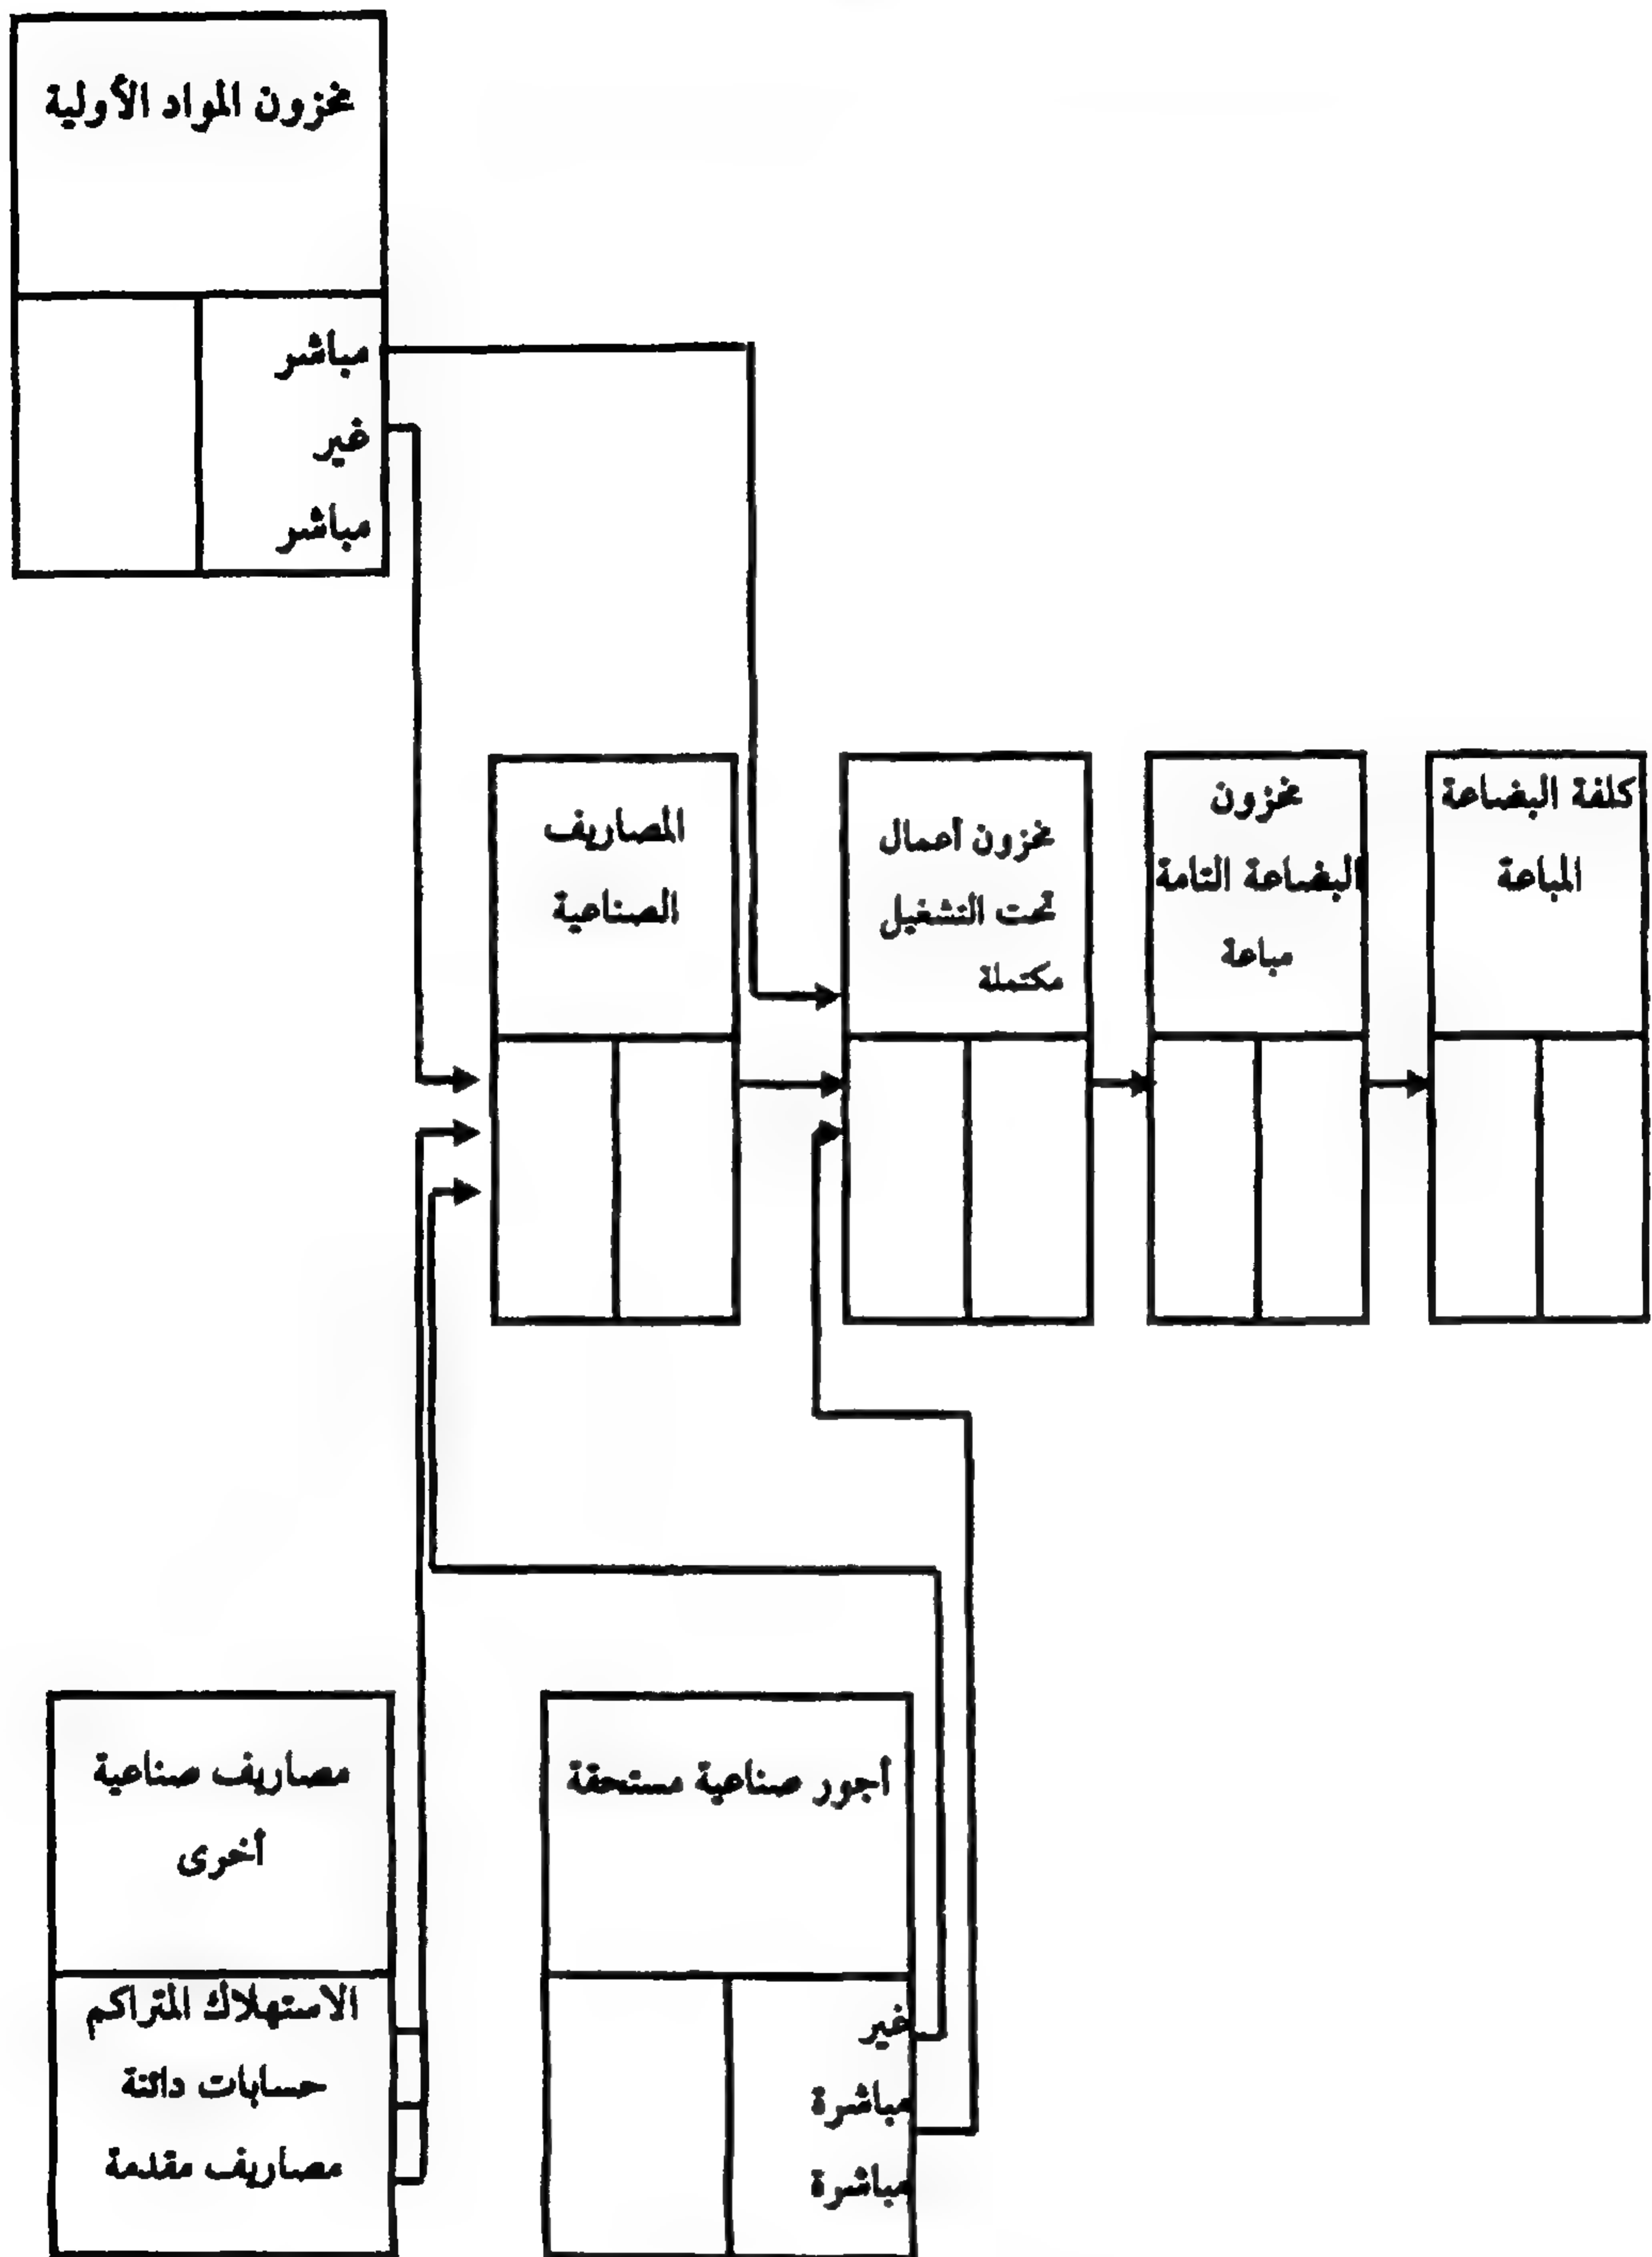 مخزون المواد الأولية
مباشر
غير
مباشر
المصاريف
الصناعية
مخزون أعمال
تحت التشغيل
مكتملة
مخزون
البضاعة التامة
مباعة
كلفة البضاعة
المباعة
مصاريف صناعية
أخرى
الاستهلاك المتراكم
حسابات دائنة
مصاريف مقدمة
أجور صناعية مستحقة
غير
مباشرة
مباشرة